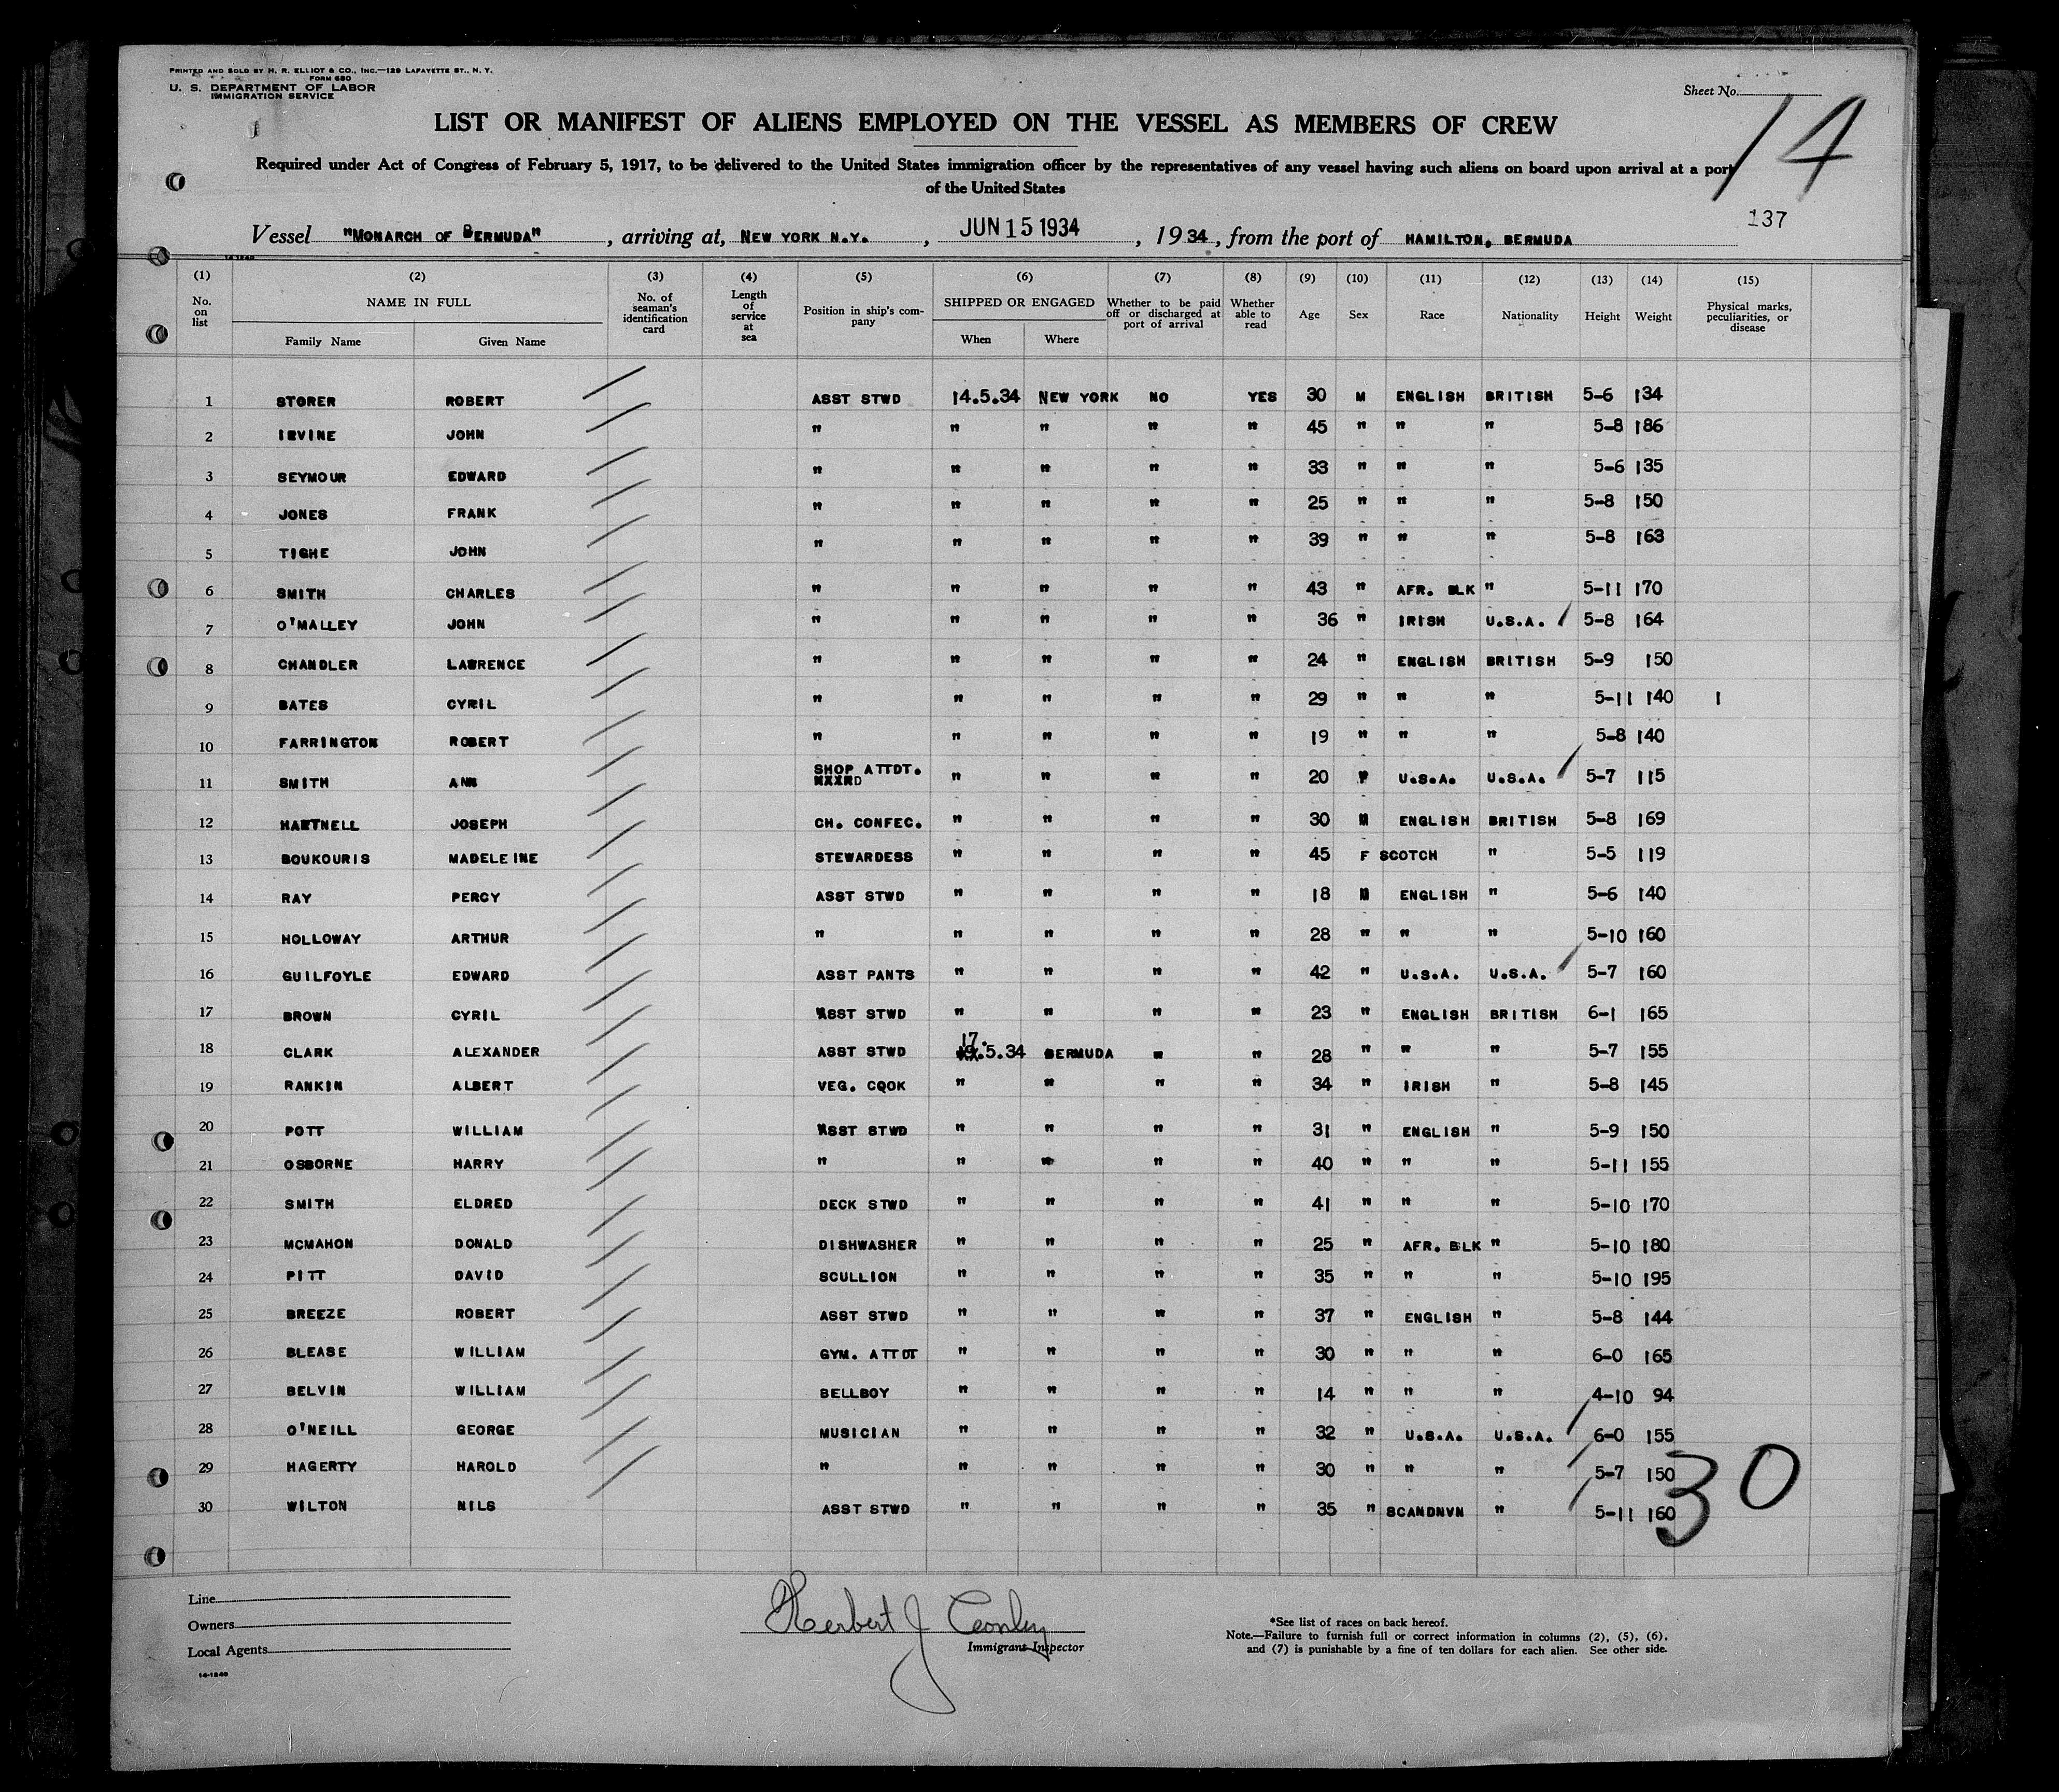 PRINTED AND SOLD BY H. R. ELLIOT & CO., INC.—129 LAFAYETTE ST., N. Y.
FORM 680
U. S. DEPARTMENT OF LABOR
IMMIGRATION SERVICE
Sheet No.
14
LIST OR MANIFEST OF ALIENS EMPLOYED ON THE VESSEL AS MEMBERS OF CREW
Required under Act of Congress of February 5, 1917, to be delivered to the United States immigration officer by the representatives of any vessel having such aliens on board upon arrival at a port
of the United States
137
Vessel "MONARCH OF BERMUDA", arriving at, NEW YORK N.Y., JUN 15 1934, 1934, from the port of HAMILTON, BERMUDA
14-1240
(1) (2) (3) (4) (5) (6) (7) (8) (9) (10) (11) (12) (13) (14) (15)
No. on list NAME IN FULL Family Name Given Name No. of seaman's identification card Length of service at sea Position in ship's company SHIPPED OR ENGAGED When Where Whether to be paid off or discharged at port of arrival Whether able to read Age Sex Race Nationality Height Weight Physical marks, peculiarities, or disease
1 STORER ROBERT ASST STWD 14.5.34 NEW YORK NO YES 30 M ENGLISH BRITISH 5-6 134
2 IRVINE JOHN " " " " " 45 " " " 5-8 186
3 SEYMOUR EDWARD " " " " " 33 " " " 5-6 135
4 JONES FRANK " " " " " 25 " " " 5-8 150
5 TIGHE JOHN " " " " " 39 " " " 5-8 163
6 SMITH CHARLES " " " " " 43 " AFR. BLK " 5-11 170
7 O'MALLEY JOHN " " " " " 36 " IRISH U.S.A. 5-8 164
8 CHANDLER LAWRENCE " " " " " 24 " ENGLISH BRITISH 5-9 150
9 BATES CYRIL " " " " " 29 " " " 5-11 140 1
10 FARRINGTON ROBERT " " " " " 19 " " " 5-8 140
11 SMITH ANN SHOP ATTDT. " " " " 20 F U.S.A. U.S.A. 5-7 115
12 HARTNELL JOSEPH CH. CONFEC. " " " " 30 M ENGLISH BRITISH 5-8 169
13 BOUKOURIS MADELEINE STEWARDESS " " " " 45 F SCOTCH " 5-5 119
14 RAY PERCY ASST STWD " " " " 18 M ENGLISH " 5-6 140
15 HOLLOWAY ARTHUR " " " " " 28 " " " 5-10 160
16 GUILFOYLE EDWARD ASST PANTS " " " " 42 " U.S.A. U.S.A. 5-7 160
17 BROWN CYRIL ASST STWD " " " " 23 " ENGLISH BRITISH 6-1 165
18 CLARK ALEXANDER ASST STWD 17.5.34 BERMUDA " " 28 " " " 5-7 155
19 RANKIN ALBERT VEG. COOK " " " " 34 " IRISH " 5-8 145
20 POTT WILLIAM ASST STWD " " " " 31 " ENGLISH " 5-9 150
21 OSBORNE HARRY " " " " " 40 " " " 5-11 155
22 SMITH ELDRED DECK STWD " " " " 41 " " " 5-10 170
23 MCMAHON DONALD DISHWASHER " " " " 25 " AFR. BLK " 5-10 180
24 PITT DAVID SCULLION " " " " 35 " " " 5-10 195
25 BREEZE ROBERT ASST STWD " " " " 37 " ENGLISH " 5-8 144
26 BLEASE WILLIAM GYM. ATTDT " " " " 30 " " " 6-0 165
27 BELVIN WILLIAM BELLBOY " " " " 14 " " " 4-10 94
28 O'NEILL GEORGE MUSICIAN " " " " 32 " U.S.A. U.S.A. 6-0 155
29 HAGERTY HAROLD " " " " " 30 " " " 5-7 150
30 WILTON NILS ASST STWD " " " " 35 " SCANDNVN " 5-11 160
30
Line
Owners
Local Agents
14-1240
Herbert J Conley
Immigrant Inspector
*See list of races on back hereof.
Note.—Failure to furnish full or correct information in columns (2), (5), (6),
and (7) is punishable by a fine of ten dollars for each alien. See other side.